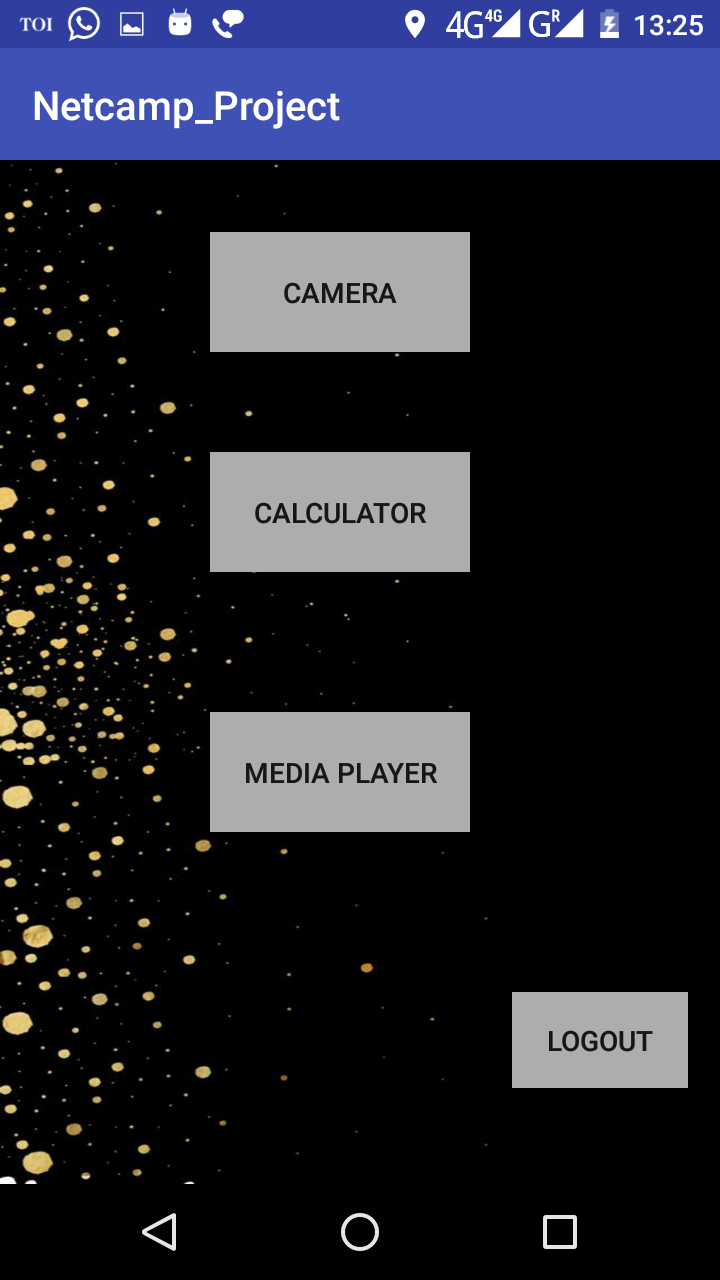 TOI 4G 4G G R 13:25
Netcamp_Project
CAMERA
CALCULATOR
MEDIA PLAYER
LOGOUT